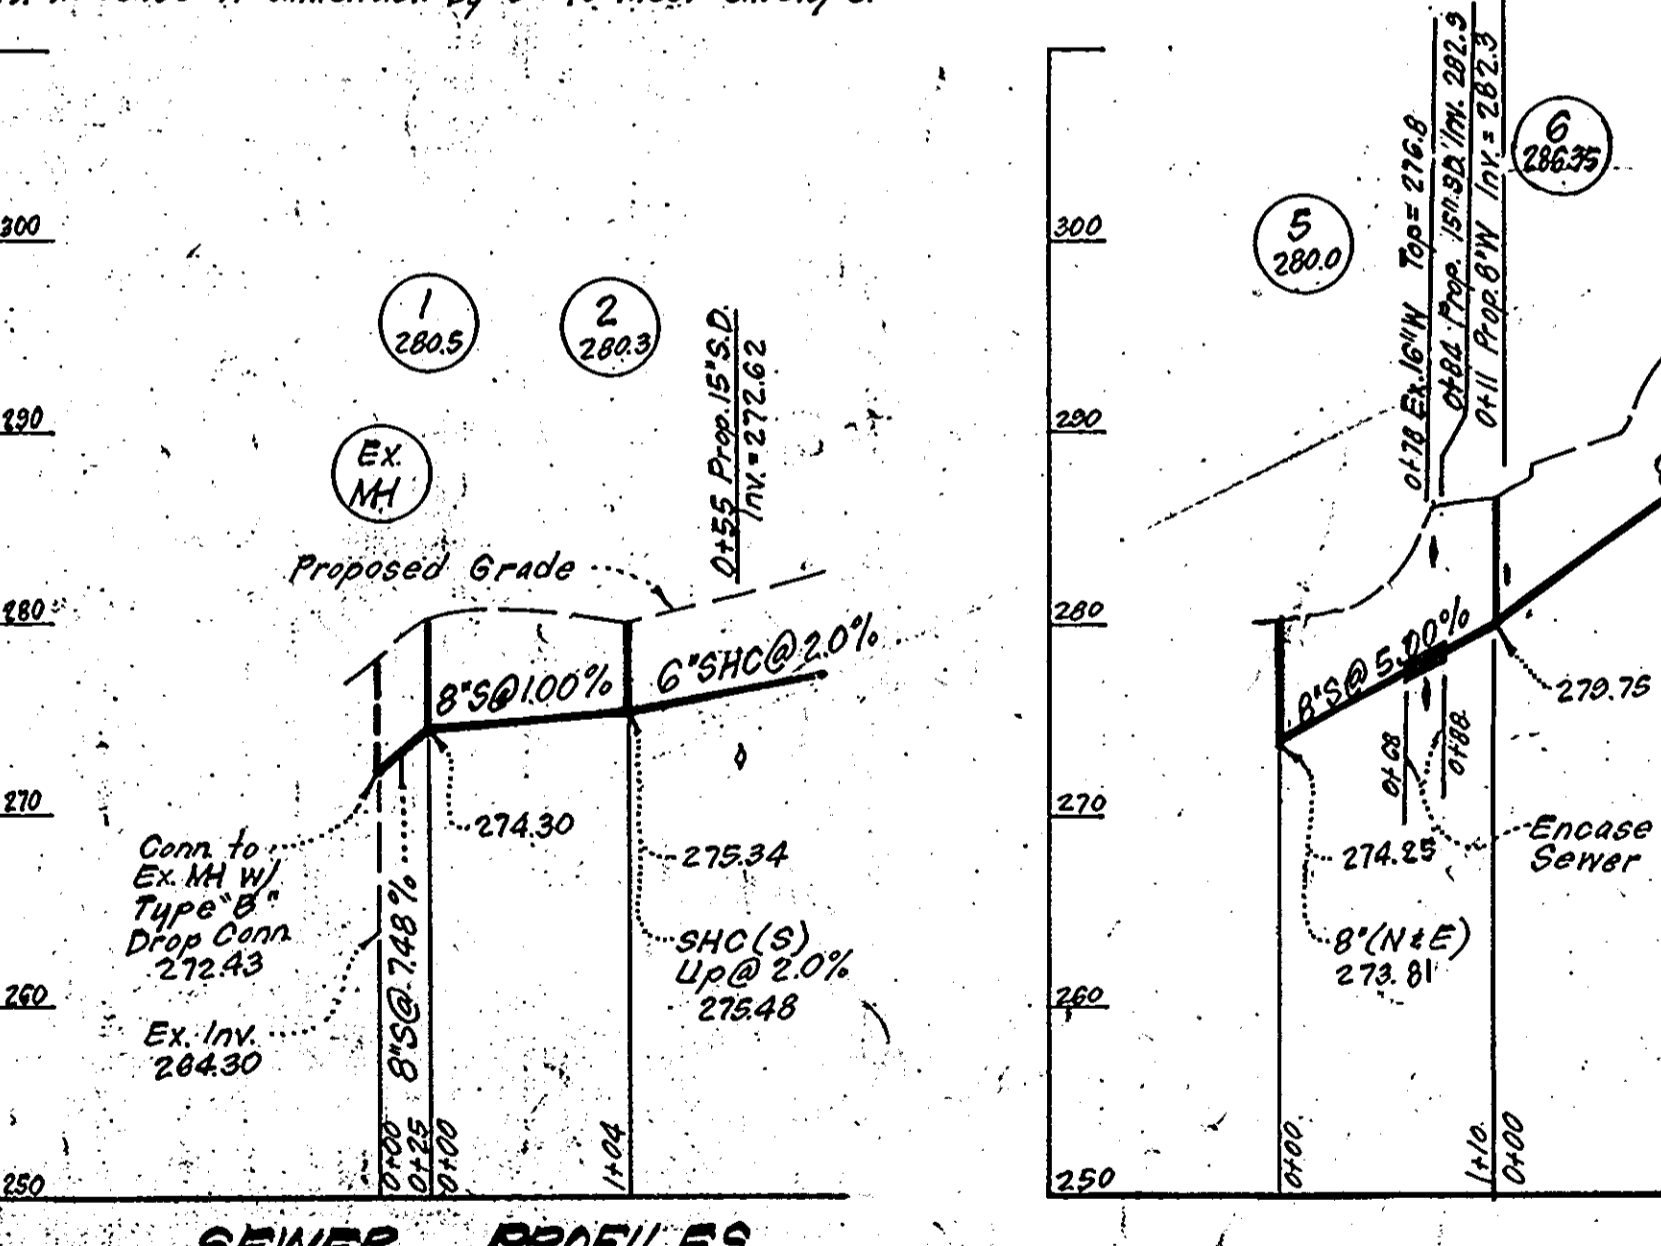 300
290
280
270
260
250
1
280.5
2
280.3
Ex.
MH
0+55 Prop. 15"S.D.
Inv. = 272.62
Proposed Grade
8"S@1.00%
6"SHC@2.0%
274.30
275.34
Conn. to
Ex. MH W/
Type "B"
Drop Conn.
272.43
Ex. Inv.
264.30
8"S@7.48%
SHC(S)
Up@ 2.0%
275.48
0+00
0+25
0+00
1+04
SEWER PROFILES
300
290
280
270
260
250
5
280.0
6
286.35
0+78 Ex. 16"W Top = 276.8
0+84 Prop. 15" S.D. Inv. 282.9
0+11 Prop. 8"W Inv. = 282.3
8"S@5.00%
279.75
0+68
0+88
Encase
Sewer
274.25
8"(N&E)
273.81
0+00
1+10
0+00